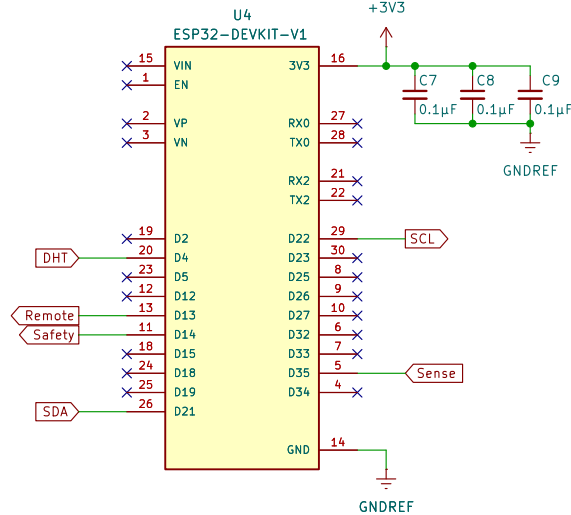 +3V3
U4
ESP32-DEVKIT-V1
15 VIN 3V3 16
1 EN
C7 C8 C9
0.1µF 0.1µF 0.1µF
2 VP RX0 27
3 VN TX0 28
GNDREF
RX2 21
TX2 22
19 D2 D22 29 SCL
DHT 20 D4 D23 30
23 D5 D25 8
12 D12 D26 9
Remote 13 D13 D27 10
Safety 11 D14 D32 6
18 D15 D33 7
24 D18 D35 5 Sense
25 D19 D34 4
SDA 26 D21
GND 14
GNDREF